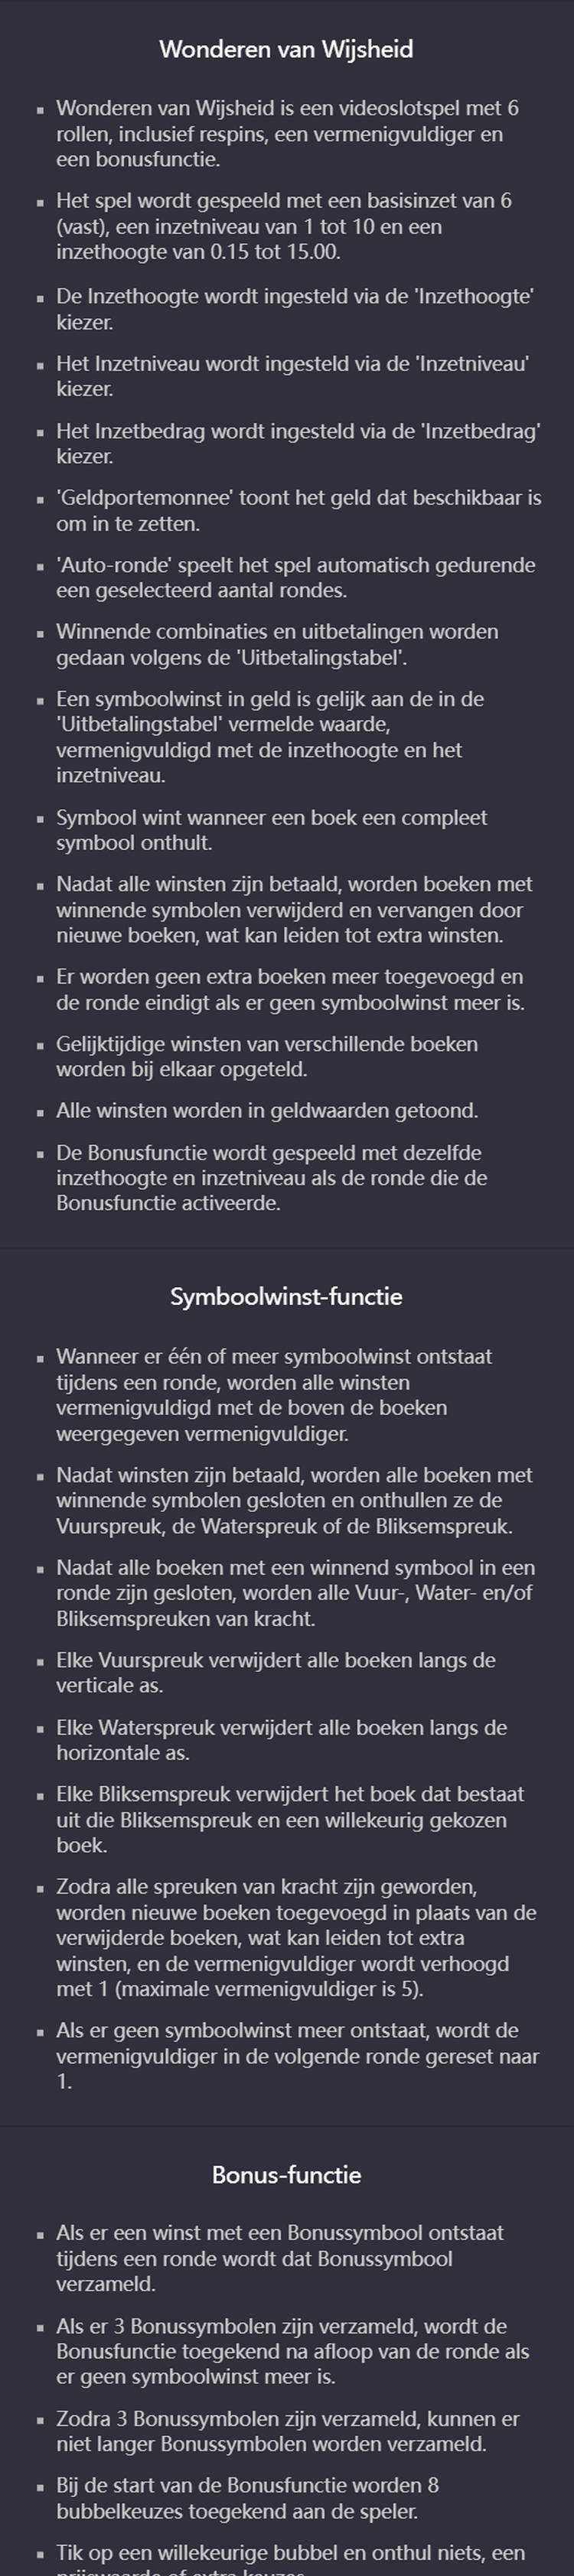 Wonderen van Wijsheid
▪ Wonderen van Wijsheid is een videoslotspel met 6
rollen, inclusief respins, een vermenigvuldiger en
een bonusfunctie.
▪ Het spel wordt gespeeld met een basisinzet van 6
(vast), een inzetniveau van 1 tot 10 en een
inzethoogte van 0.15 tot 15.00.
▪ De Inzethoogte wordt ingesteld via de 'Inzethoogte'
kiezer.
▪ Het Inzetniveau wordt ingesteld via de 'Inzetniveau'
kiezer.
▪ Het Inzetbedrag wordt ingesteld via de 'Inzetbedrag'
kiezer.
▪ 'Geldportemonnee' toont het geld dat beschikbaar is
om in te zetten.
▪ 'Auto-ronde' speelt het spel automatisch gedurende
een geselecteerd aantal rondes.
▪ Winnende combinaties en uitbetalingen worden
gedaan volgens de 'Uitbetalingstabel'.
▪ Een symboolwinst in geld is gelijk aan de in de
'Uitbetalingstabel' vermelde waarde,
vermenigvuldigd met de inzethoogte en het
inzetniveau.
▪ Symbool wint wanneer een boek een compleet
symbool onthult.
▪ Nadat alle winsten zijn betaald, worden boeken met
winnende symbolen verwijderd en vervangen door
nieuwe boeken, wat kan leiden tot extra winsten.
▪ Er worden geen extra boeken meer toegevoegd en
de ronde eindigt als er geen symboolwinst meer is.
▪ Gelijktijdige winsten van verschillende boeken
worden bij elkaar opgeteld.
▪ Alle winsten worden in geldwaarden getoond.
▪ De Bonusfunctie wordt gespeeld met dezelfde
inzethoogte en inzetniveau als de ronde die de
Bonusfunctie activeerde.
Symboolwinst-functie
▪ Wanneer er één of meer symboolwinst ontstaat
tijdens een ronde, worden alle winsten
vermenigvuldigd met de boven de boeken
weergegeven vermenigvuldiger.
▪ Nadat winsten zijn betaald, worden alle boeken met
winnende symbolen gesloten en onthullen ze de
Vuurspreuk, de Waterspreuk of de Bliksemspreuk.
▪ Nadat alle boeken met een winnend symbool in een
ronde zijn gesloten, worden alle Vuur-, Water- en/of
Bliksemspreuken van kracht.
▪ Elke Vuurspreuk verwijdert alle boeken langs de
verticale as.
▪ Elke Waterspreuk verwijdert alle boeken langs de
horizontale as.
▪ Elke Bliksemspreuk verwijdert het boek dat bestaat
uit die Bliksemspreuk en een willekeurig gekozen
boek.
▪ Zodra alle spreuken van kracht zijn geworden,
worden nieuwe boeken toegevoegd in plaats van de
verwijderde boeken, wat kan leiden tot extra
winsten, en de vermenigvuldiger wordt verhoogd
met 1 (maximale vermenigvuldiger is 5).
▪ Als er geen symboolwinst meer ontstaat, wordt de
vermenigvuldiger in de volgende ronde gereset naar
1.
Bonus-functie
▪ Als er een winst met een Bonussymbool ontstaat
tijdens een ronde wordt dat Bonussymbool
verzameld.
▪ Als er 3 Bonussymbolen zijn verzameld, wordt de
Bonusfunctie toegekend na afloop van de ronde als
er geen symboolwinst meer is.
▪ Zodra 3 Bonussymbolen zijn verzameld, kunnen er
niet langer Bonussymbolen worden verzameld.
▪ Bij de start van de Bonusfunctie worden 8
bubbelkeuzes toegekend aan de speler.
▪ Tik op een willekeurige bubbel en onthul niets, een